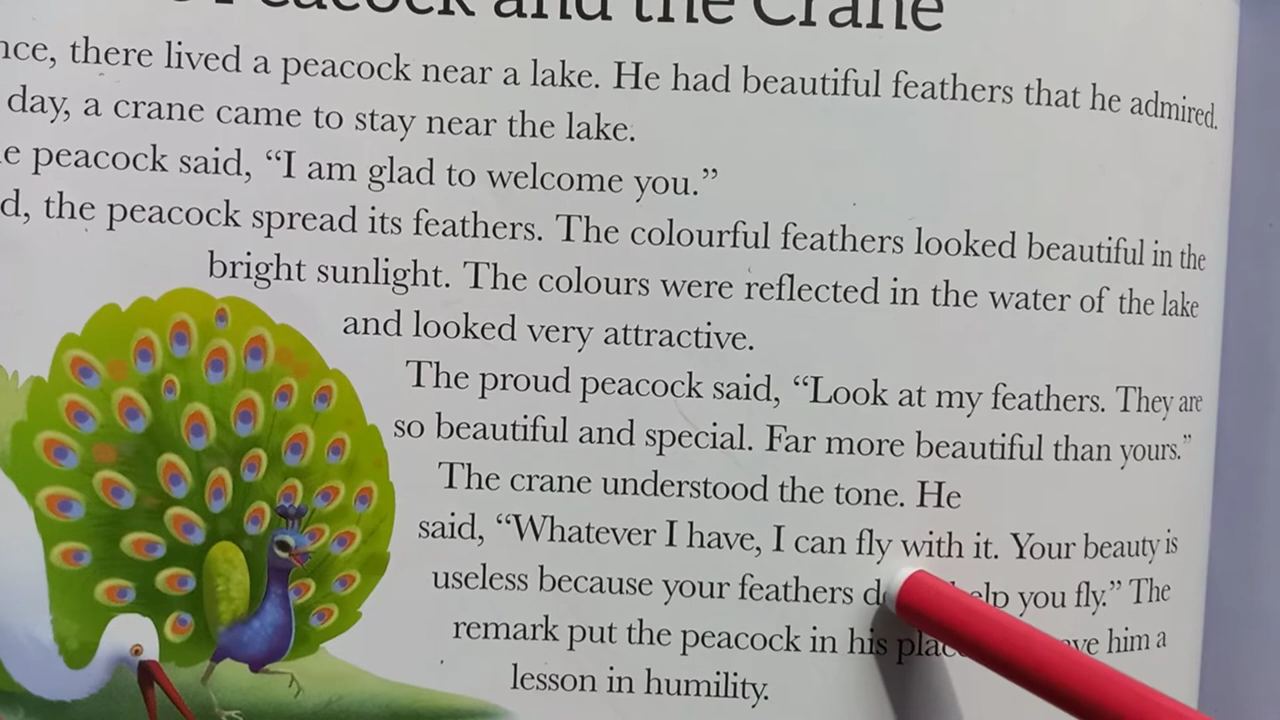 Peacock and the Crane
there lived a peacock near a lake. He had beautiful feathers that he admired.
day, a crane came to stay near the lake.
peacock said, “I am glad to welcome you.”
the peacock spread its feathers. The colourful feathers looked beautiful in the
bright sunlight. The colours were reflected in the water of the lake
and looked very attractive.
The proud peacock said, “Look at my feathers. They are
so beautiful and special. Far more beautiful than yours.”
The crane understood the tone. He
said, “Whatever I have, I can fly with it. Your beauty is
useless because your feathers you fly.” The
remark put the peacock in his him a
lesson in humility.